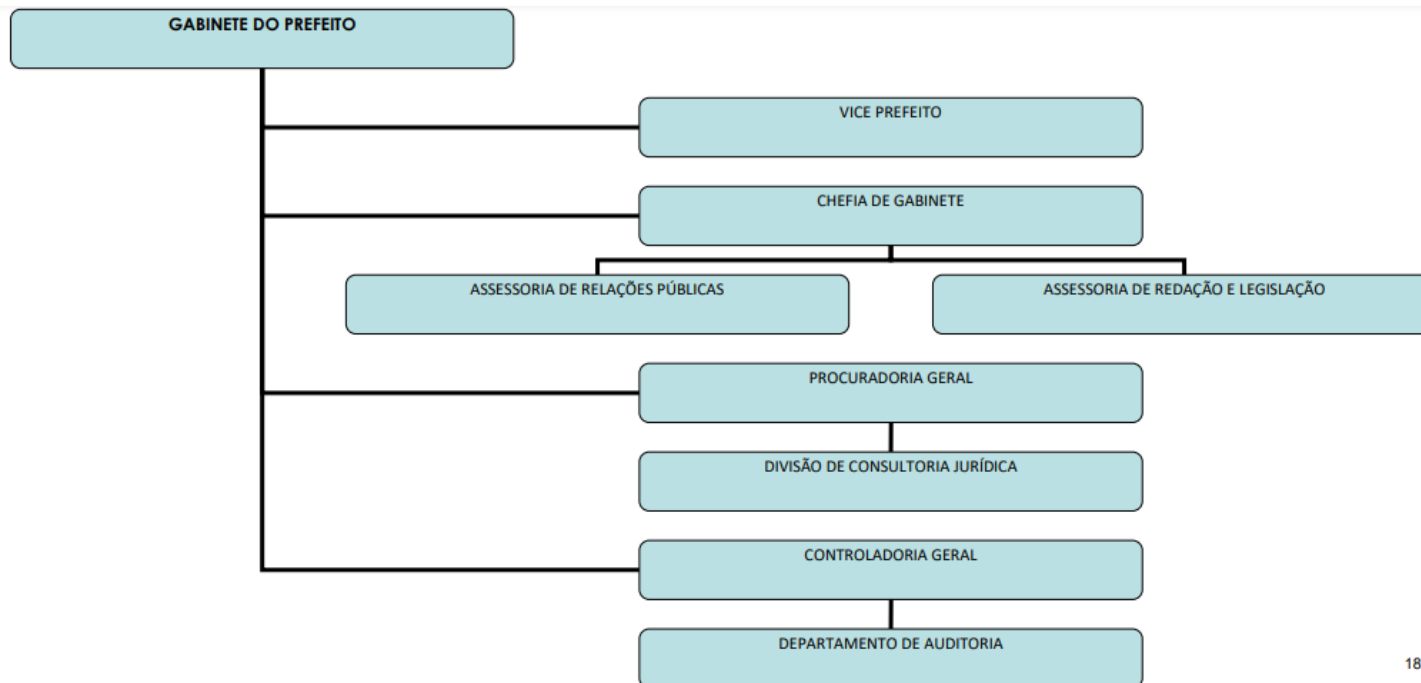 GABINETE DO PREFEITO
VICE PREFEITO
CHEFIA DE GABINETE
ASSESSORIA DE RELAÇÕES PÚBLICAS
ASSESSORIA DE REDAÇÃO E LEGISLAÇÃO
PROCURADORIA GERAL
DIVISÃO DE CONSULTORIA JURÍDICA
CONTROLADORIA GERAL
DEPARTAMENTO DE AUDITORIA
18